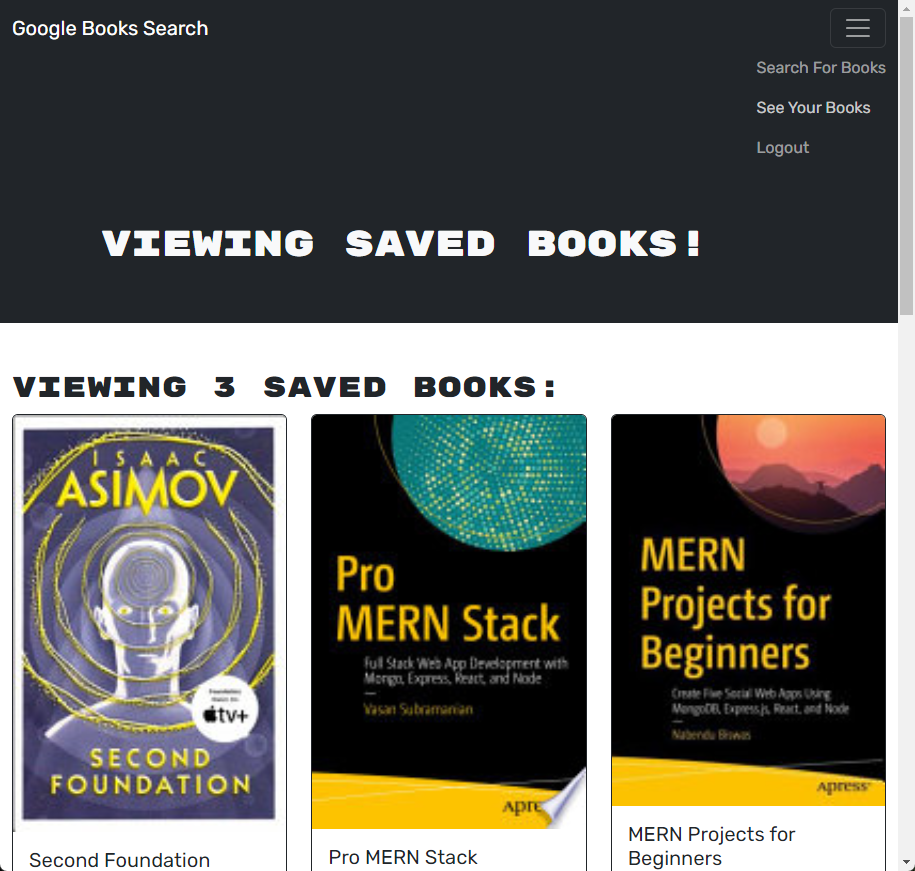 Google Books Search
Search For Books
See Your Books
Logout
VIEWING SAVED BOOKS!
VIEWING 3 SAVED BOOKS:
ISAAC
ASIMOV
tv+
SECOND
FOUNDATION
Second Foundation
Pro
MERN Stack
Full Stack Web App Development with
Mongo, Express, React, and Node
Vasan Subramanian
Apre
Pro MERN Stack
MERN
Projects for
Beginners
Create Five Social Web Apps Using
MongoDB, Express.js, React, and Node
Nabendu Biswas
Apress®
MERN Projects for
Beginners